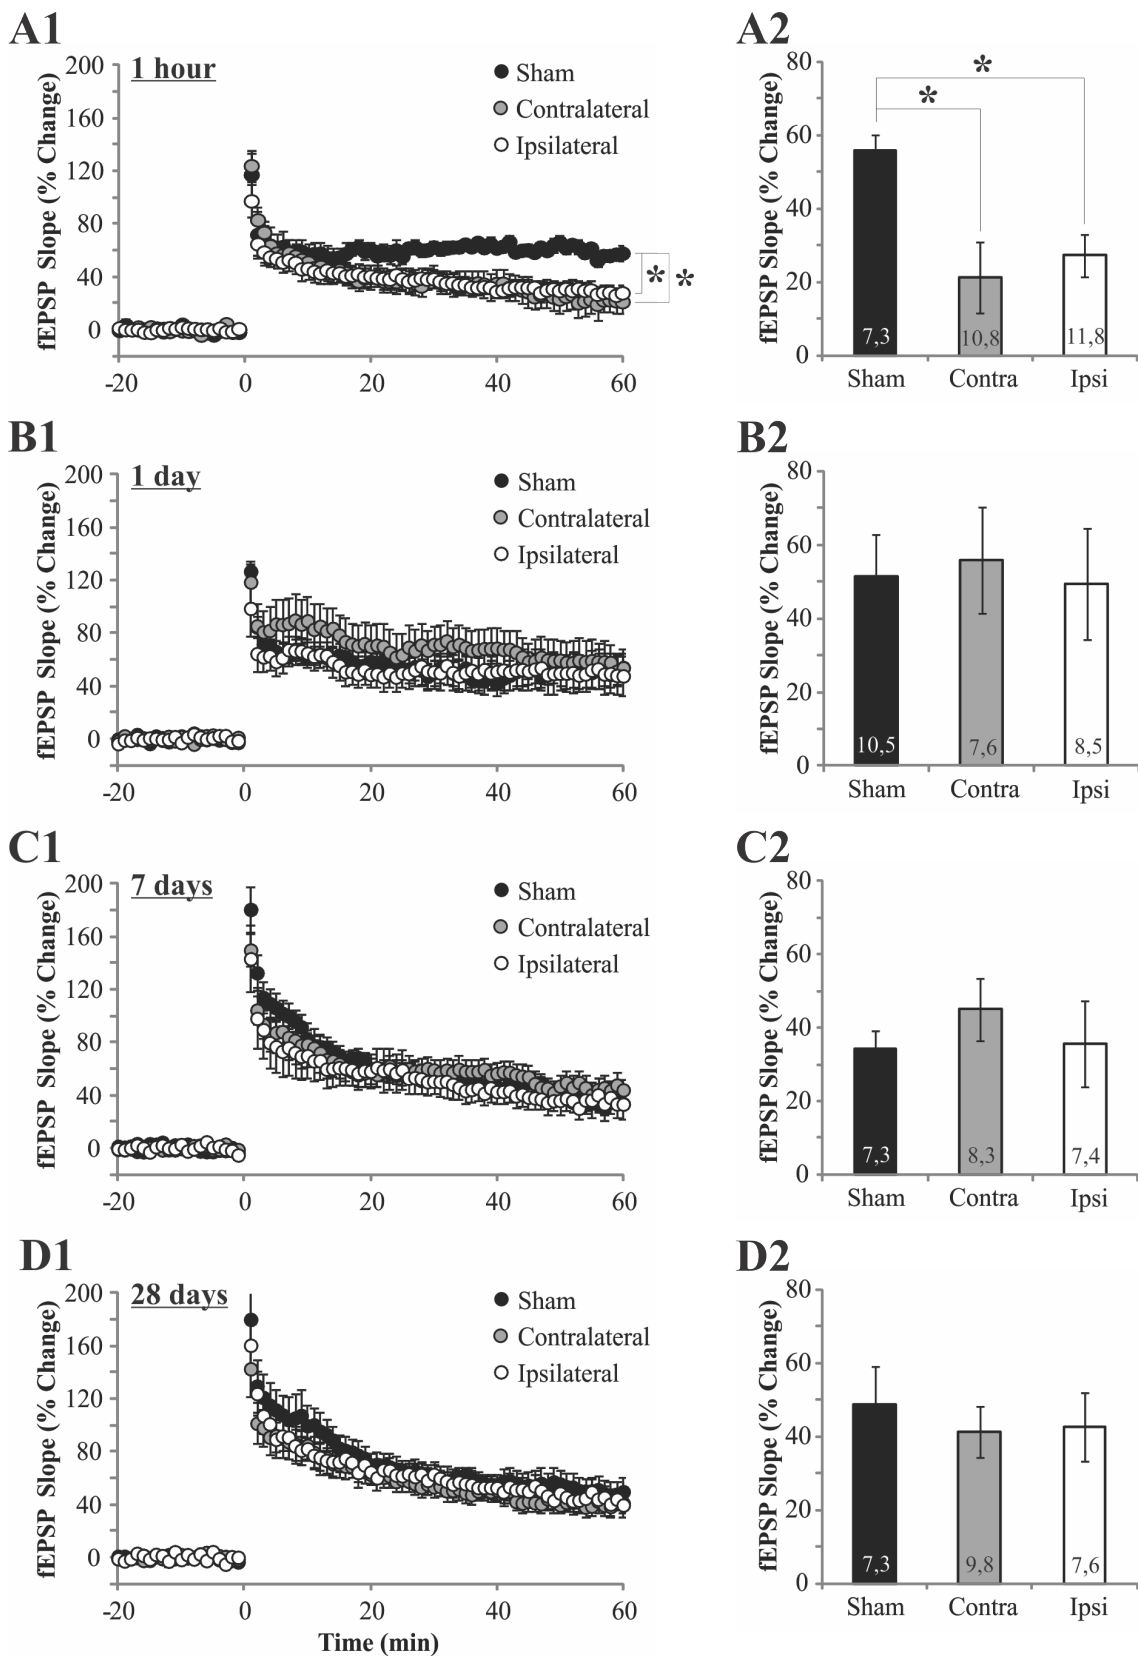 A1
1 hour
fEPSP Slope (% Change)
200
160
120
80
40
0
-20
0
20
40
60
Sham
Contralateral
Ipsilateral
* *
A2
fEPSP Slope (% Change)
80
60
40
20
0
*
*
7,3
10,8
11,8
Sham
Contra
Ipsi
B1
1 day
fEPSP Slope (% Change)
200
160
120
80
40
0
-20
0
20
40
60
Sham
Contralateral
Ipsilateral
B2
fEPSP Slope (% Change)
80
60
40
20
0
10,5
7,6
8,5
Sham
Contra
Ipsi
C1
7 days
fEPSP Slope (% Change)
200
160
120
80
40
0
-20
0
20
40
60
Sham
Contralateral
Ipsilateral
C2
fEPSP Slope (% Change)
80
60
40
20
0
7,3
8,3
7,4
Sham
Contra
Ipsi
D1
28 days
fEPSP Slope (% Change)
200
160
120
80
40
0
-20
0
20
40
60
Time (min)
Sham
Contralateral
Ipsilateral
D2
fEPSP Slope (% Change)
80
60
40
20
0
7,3
9,8
7,6
Sham
Contra
Ipsi